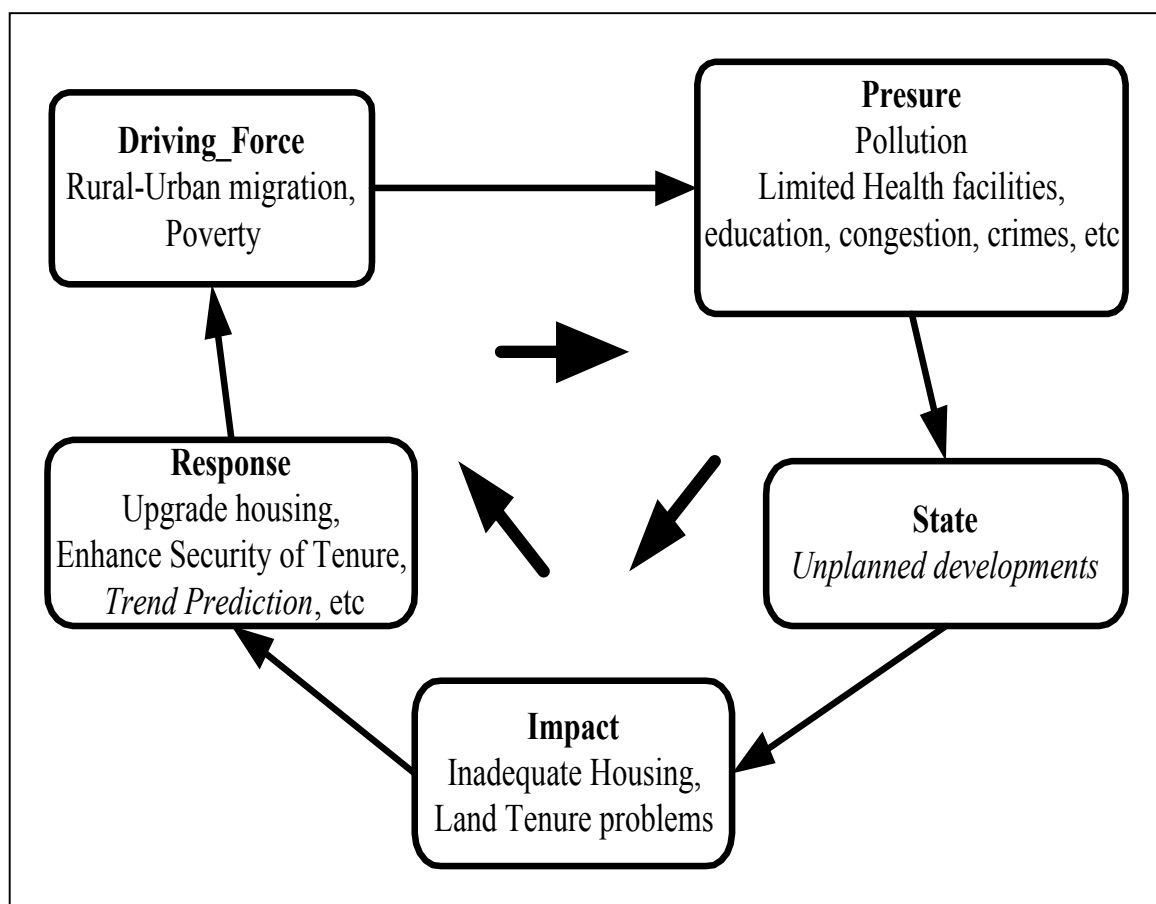 Driving_Force
Rural-Urban migration,
Poverty
Presure
Pollution
Limited Health facilities,
education, congestion, crimes, etc
State
Unplanned developments
Impact
Inadequate Housing,
Land Tenure problems
Response
Upgrade housing,
Enhance Security of Tenure,
Trend Prediction, etc